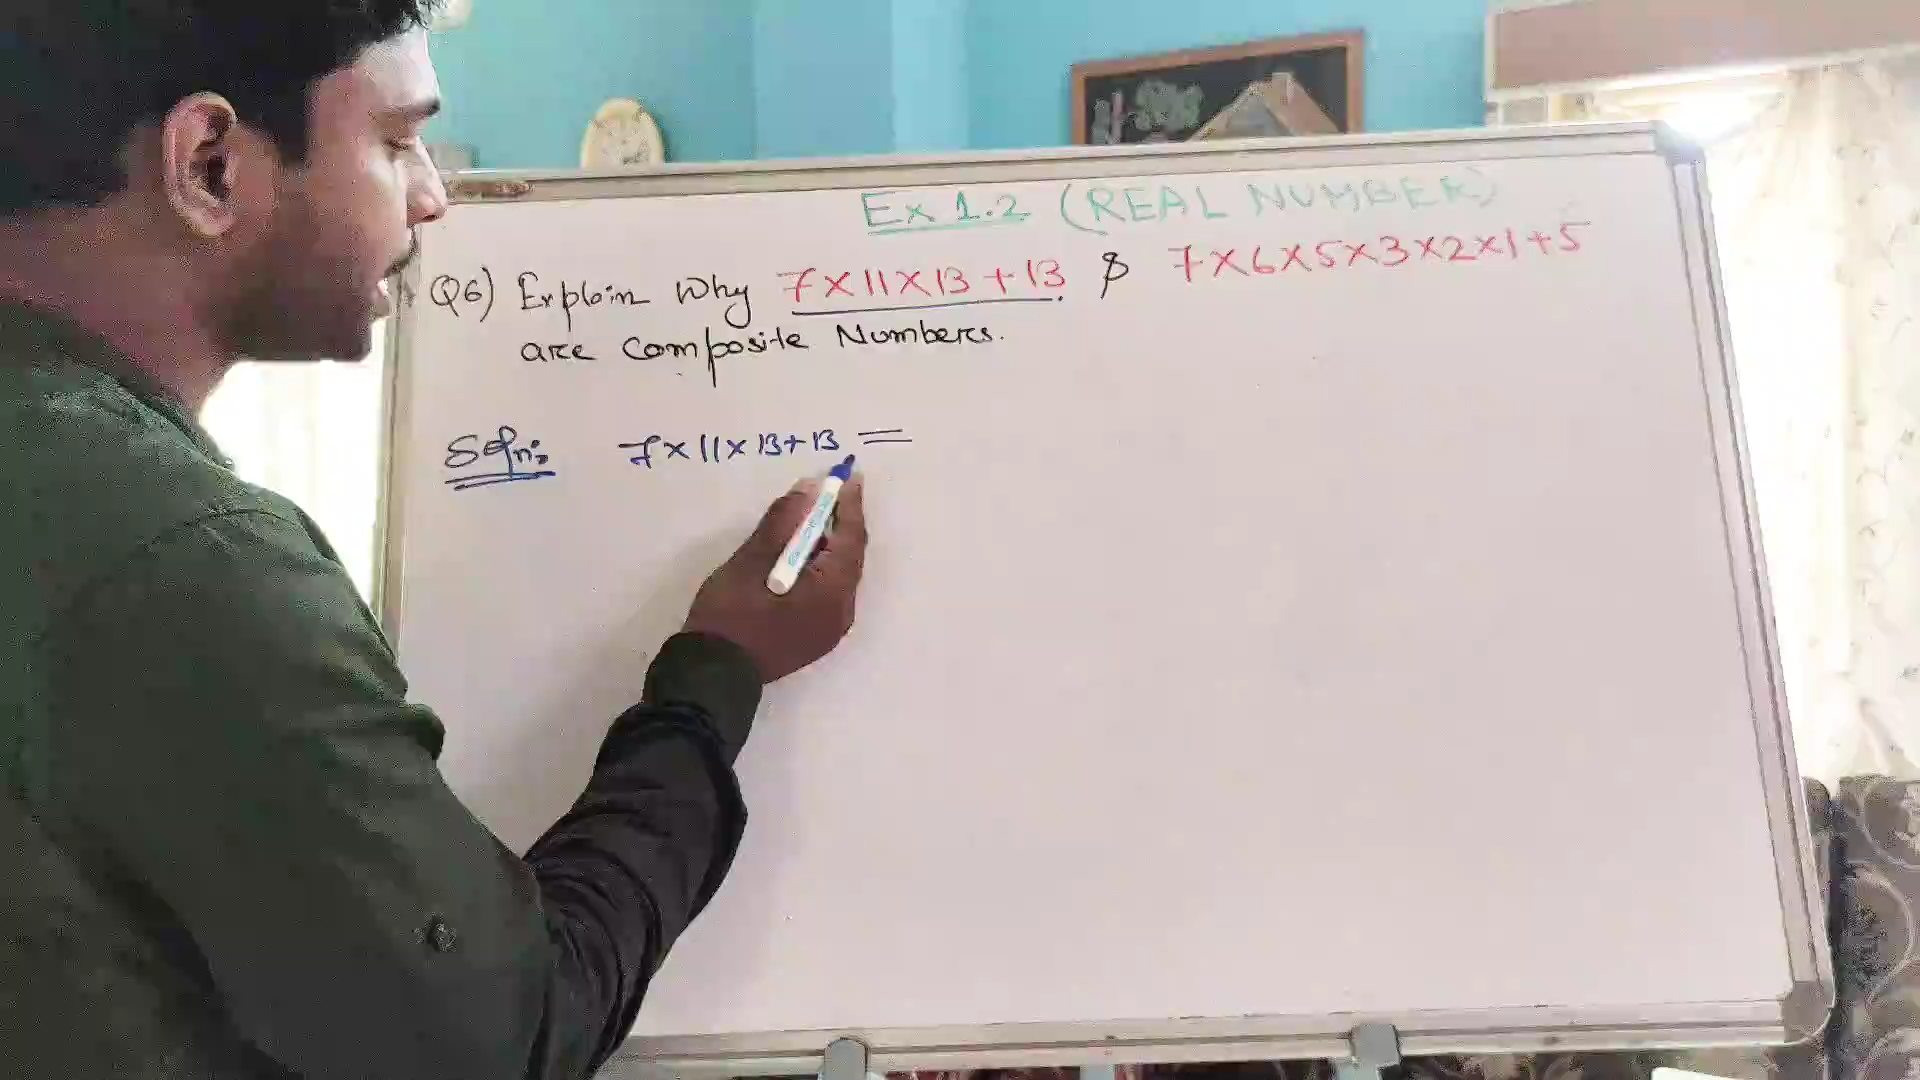 Ex 1.2 (REAL NUMBER)
Q6) Explain Why 7×11×13+13 & 7×6×5×3×2×1+5
are Composite Numbers.
Soln: 7×11×13+13 =